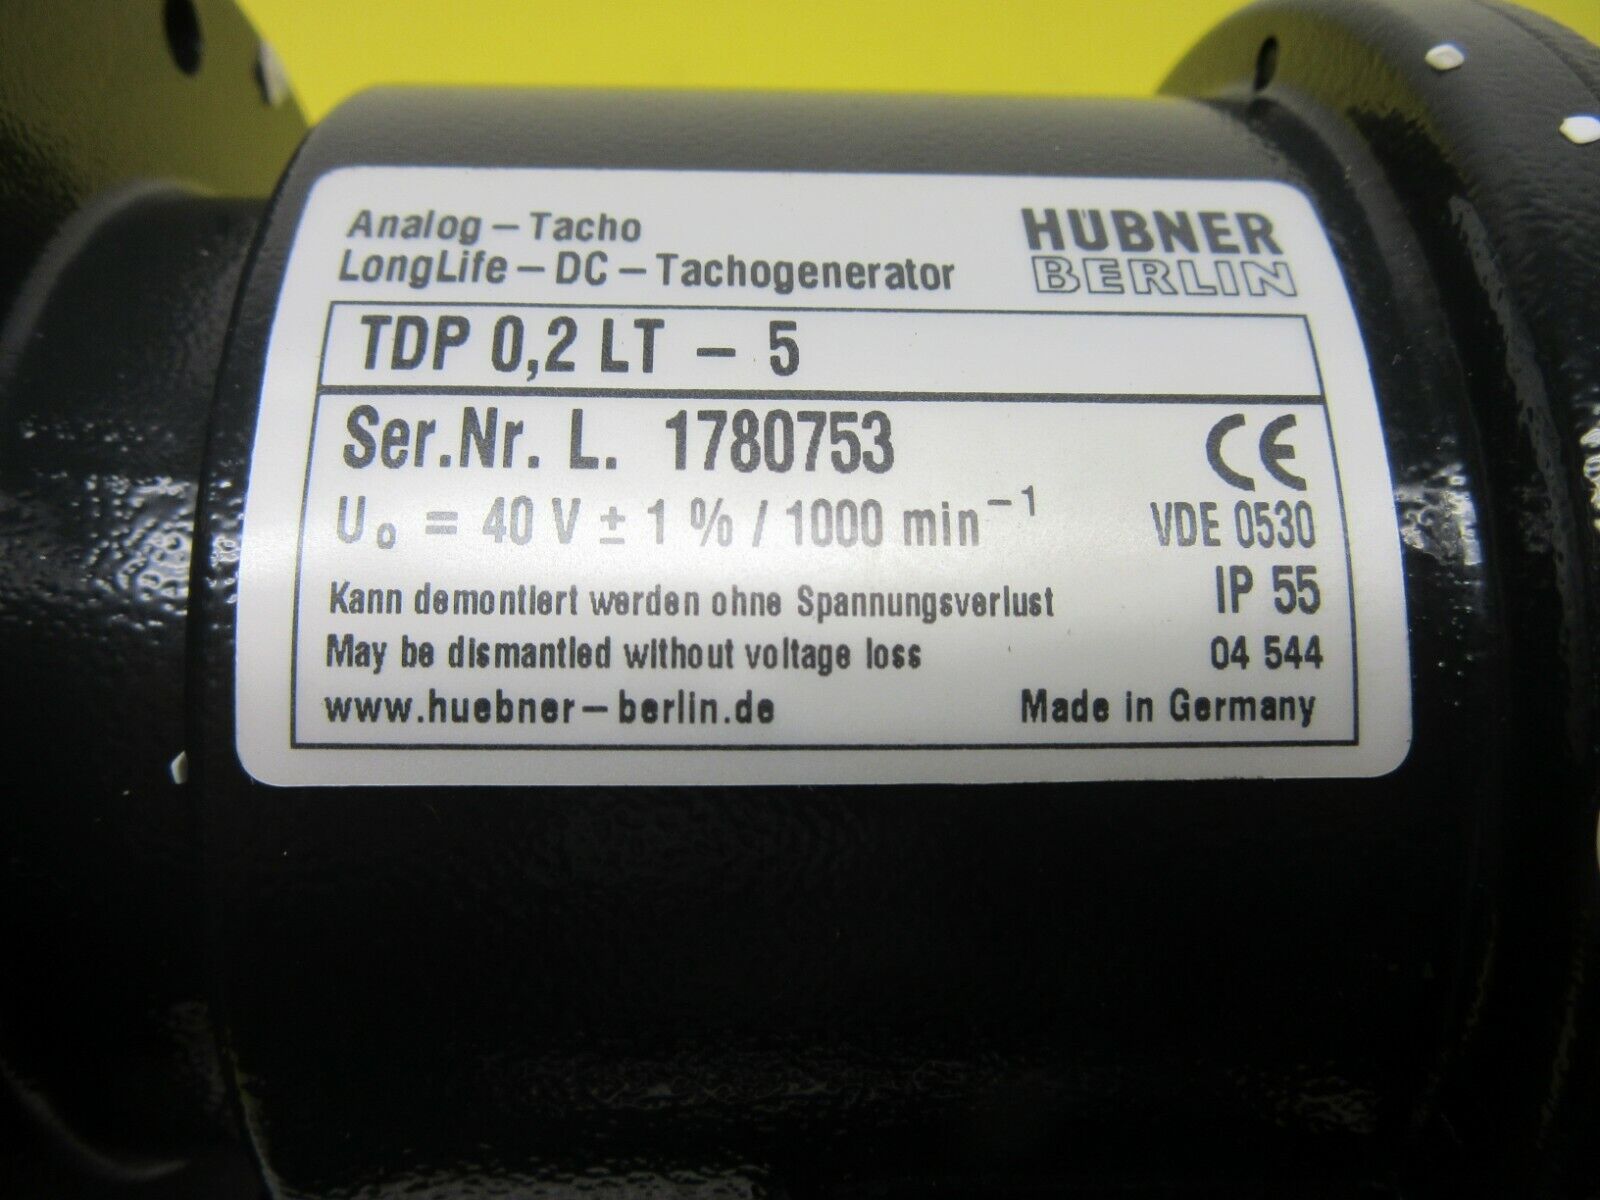 Analog – Tacho
LongLife – DC – Tachogenerator
HÜBNER
BERLIN
TDP 0,2 LT – 5
Ser.Nr. L. 1780753
CE
U₀ = 40 V ± 1 % / 1000 min⁻¹
VDE 0530
Kann demontiert werden ohne Spannungsverlust
IP 55
May be dismantled without voltage loss
04 544
www.huebner–berlin.de
Made in Germany